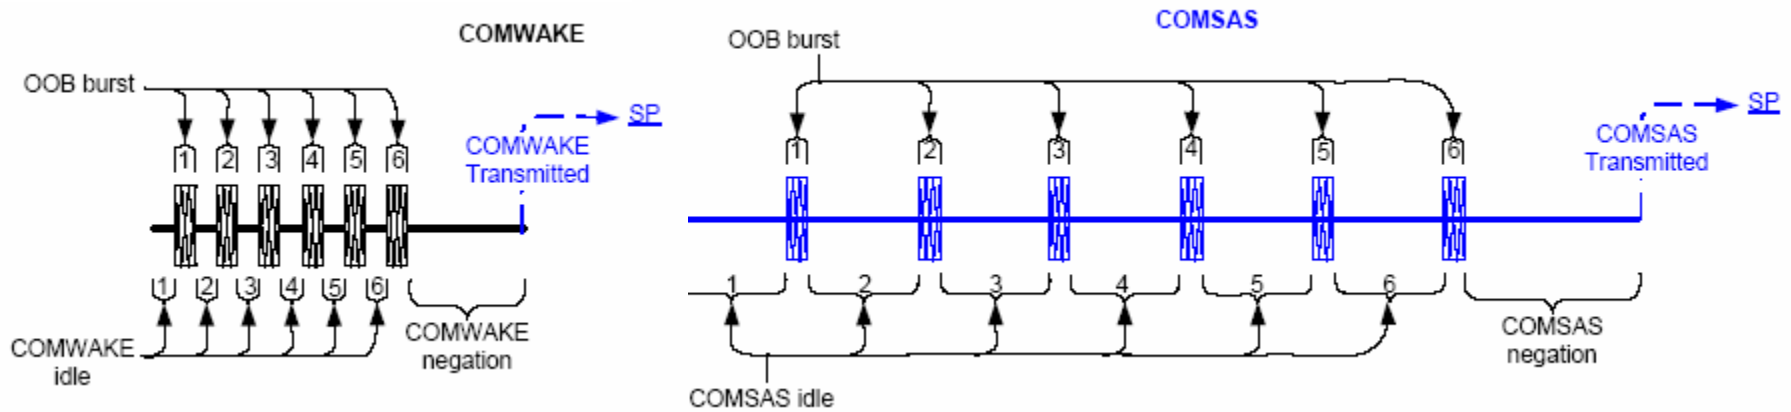 COMWAKE
OOB burst
1 2 3 4 5 6
COMWAKE
Transmitted
SP
1 2 3 4 5 6
COMWAKE
idle
COMWAKE
negation
COMSAS
OOB burst
1 2 3 4 5 6
COMSAS
Transmitted
SP
1 2 3 4 5 6
COMSAS idle
COMSAS
negation